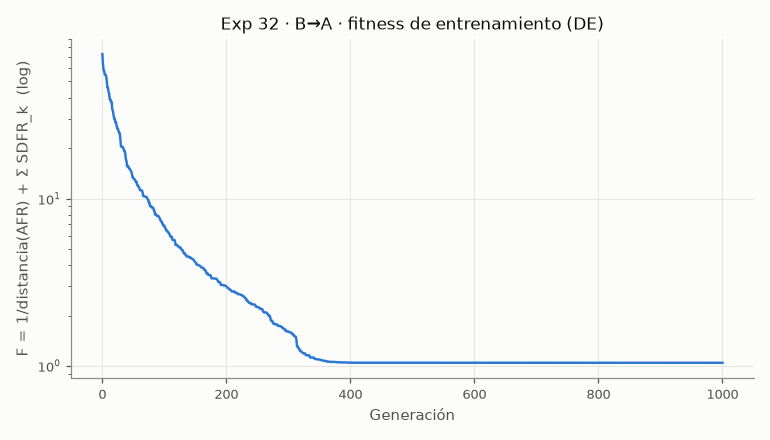 Exp 32 · B→A · fitness de entrenamiento (DE)
F = 1/distancia(AFR) + Σ SDFR_k (log)
10¹
10⁰
0 200 400 600 800 1000
Generación